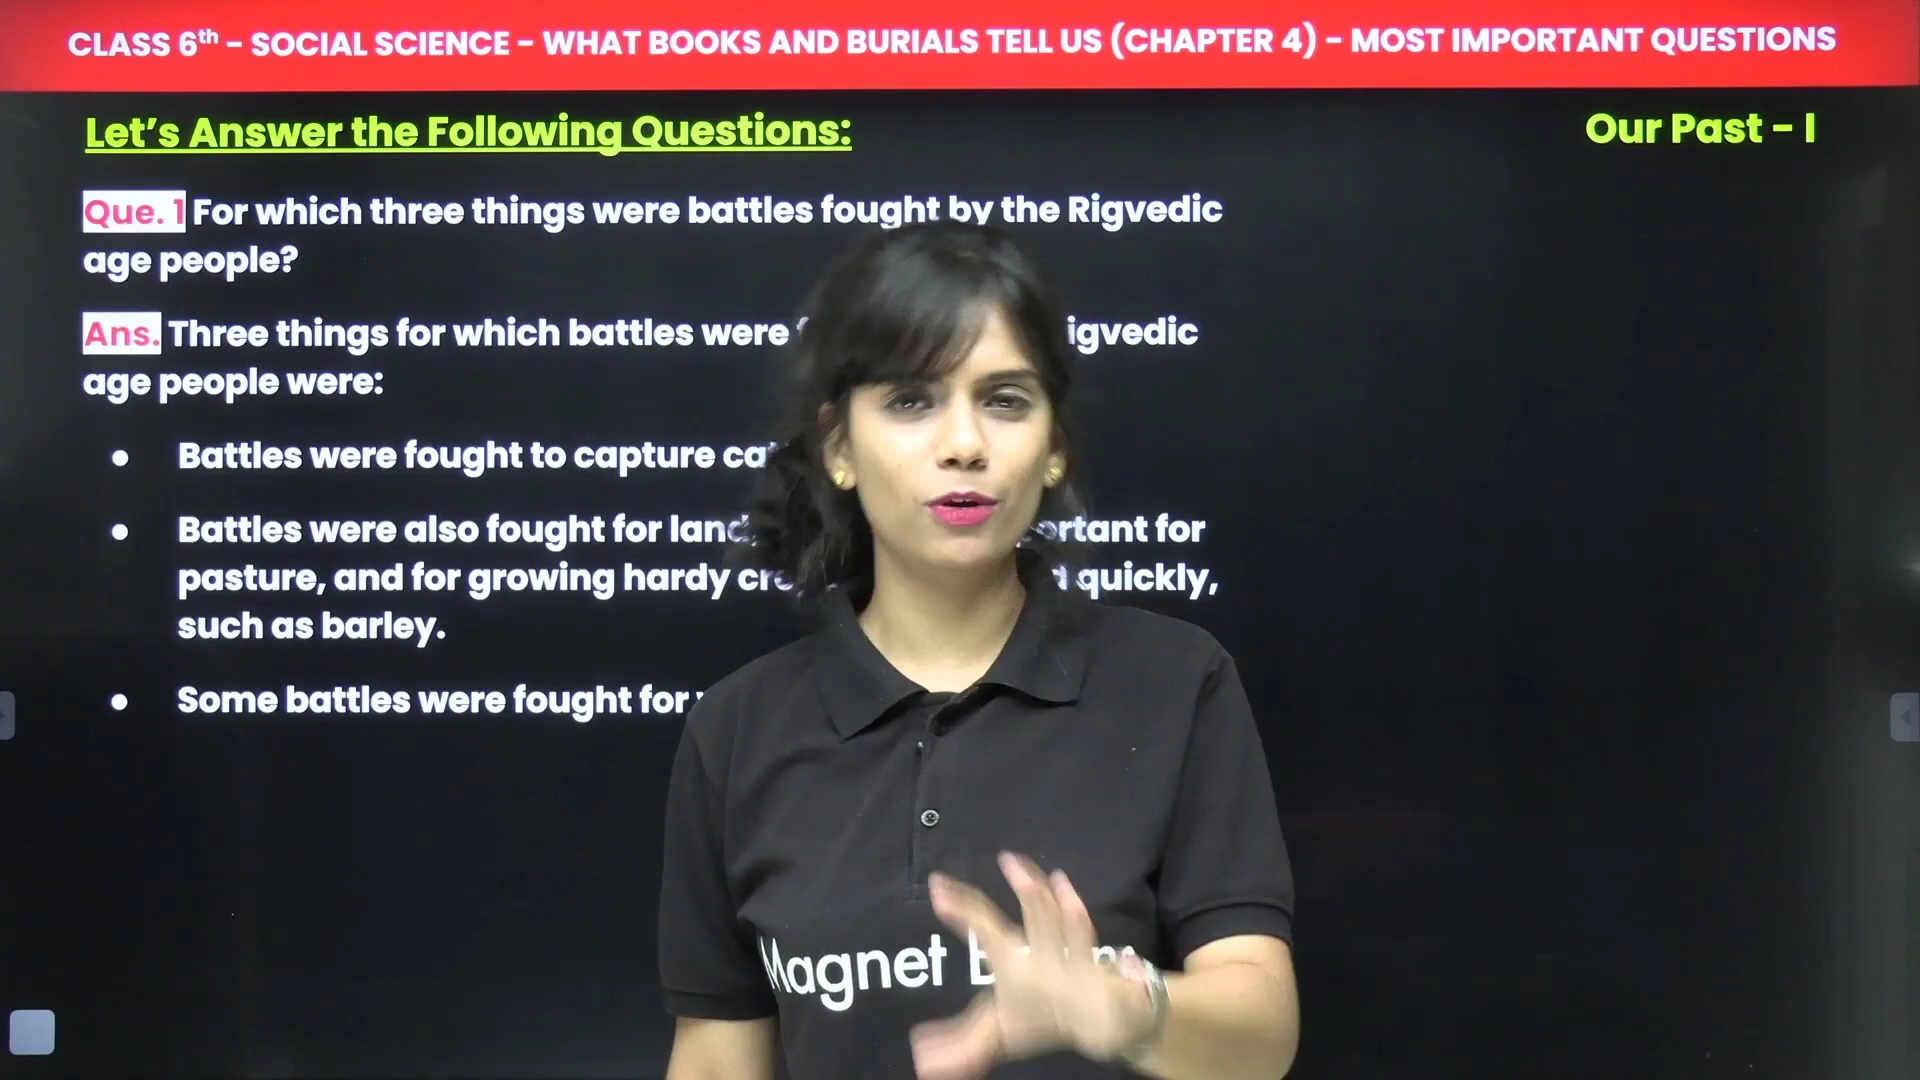 CLASS 6th - SOCIAL SCIENCE - WHAT BOOKS AND BURIALS TELL US (CHAPTER 4) - MOST IMPORTANT QUESTIONS
Let's Answer the Following Questions:
Our Past - I
Que. 1 For which three things were battles fought by the Rigvedic
age people?
Ans. Three things for which battles were
age people were:
• Battles were fought to capture
• Battles were also fought for for
pasture, and for growing hardy quickly,
such as barley.
• Some battles were fought for
Magnet